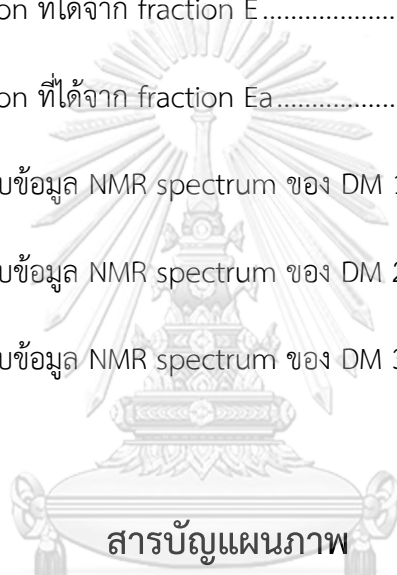 on ที่ได้จาก fraction E....................
on ที่ได้จาก fraction Ea..................
บข้อมูล NMR spectrum ของ DM 1
บข้อมูล NMR spectrum ของ DM 2
บข้อมูล NMR spectrum ของ DM 3
สารบัญแผนภาพ